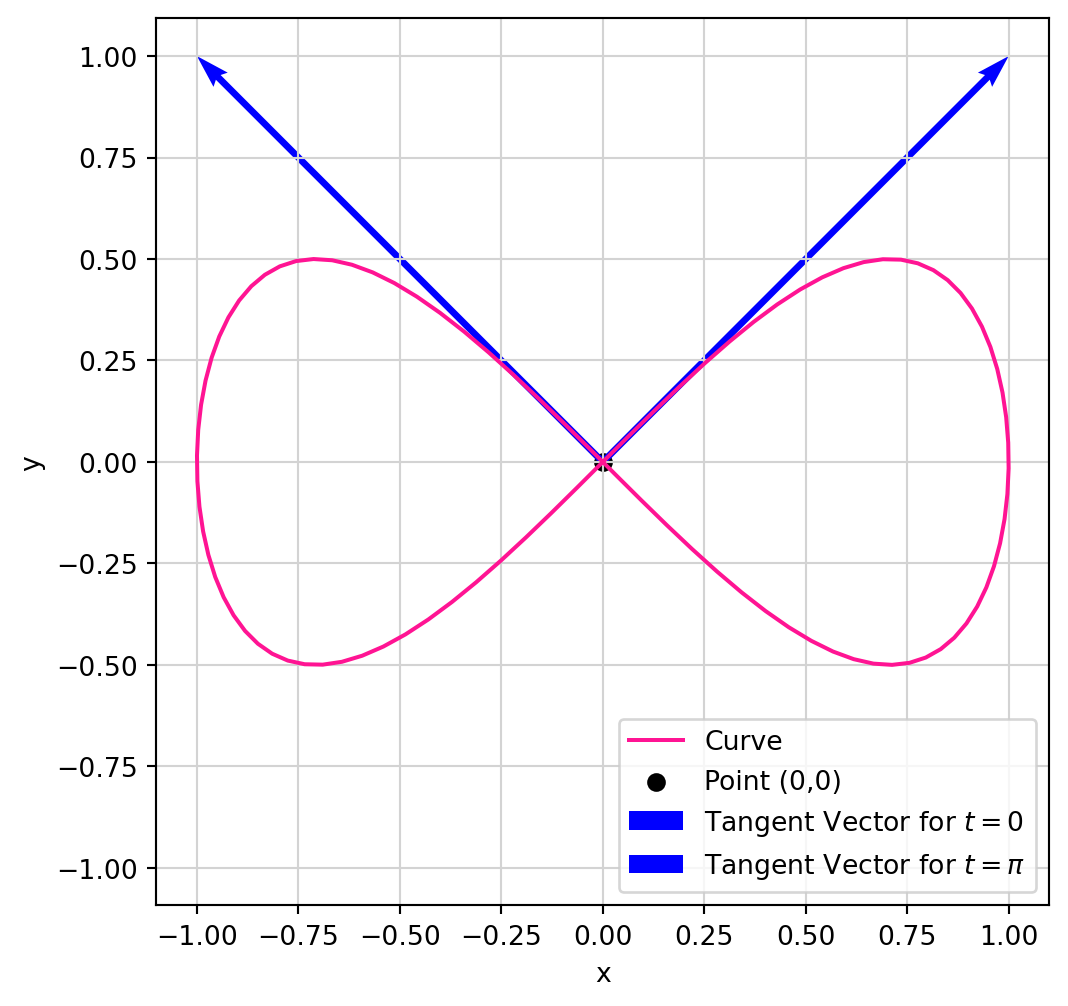 1.00
0.75
0.50
0.25
0.00
−0.25
−0.50
−0.75
−1.00
y
Curve
Point (0,0)
Tangent Vector for t = 0
Tangent Vector for t = π
−1.00 −0.75 −0.50 −0.25 0.00 0.25 0.50 0.75 1.00
x